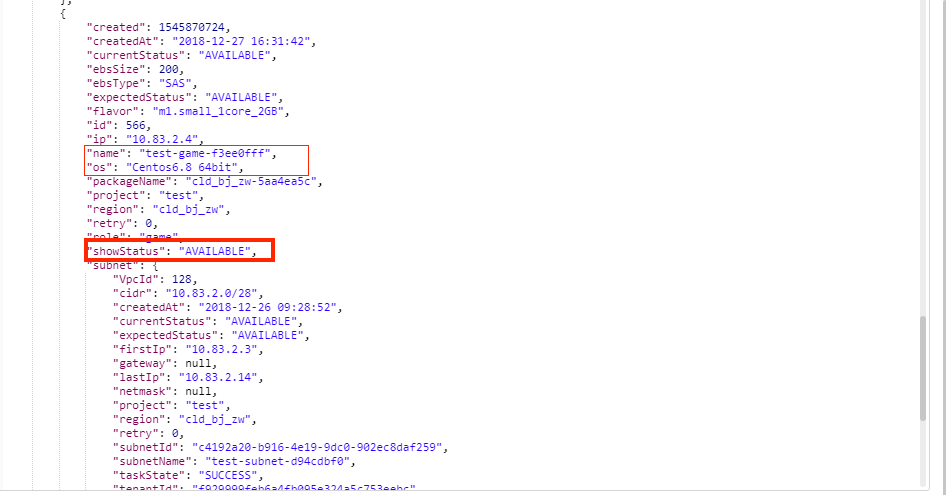 },
{
"created": 1545870724,
"createdAt": "2018-12-27 16:31:42",
"currentStatus": "AVAILABLE",
"ebsSize": 200,
"ebsType": "SAS",
"expectedStatus": "AVAILABLE",
"flavor": "m1.small_1core_2GB",
"id": 566,
"ip": "10.83.2.4",
"name": "test-game-f3ee0fff",
"os": "Centos6.8 64bit",
"packageName": "cld_bj_zw-5aa4ea5c",
"project": "test",
"region": "cld_bj_zw",
"retry": 0,
"role": "game",
"showStatus": "AVAILABLE",
"subnet": {
"VpcId": 128,
"cidr": "10.83.2.0/28",
"createdAt": "2018-12-26 09:28:52",
"currentStatus": "AVAILABLE",
"expectedStatus": "AVAILABLE",
"firstIp": "10.83.2.3",
"gateway": null,
"lastIp": "10.83.2.14",
"netmask": null,
"project": "test",
"region": "cld_bj_zw",
"retry": 0,
"subnetId": "c4192a20-b916-4e19-9dc0-902ec8daf259",
"subnetName": "test-subnet-d94cdbf0",
"taskState": "SUCCESS",
"tenantId":